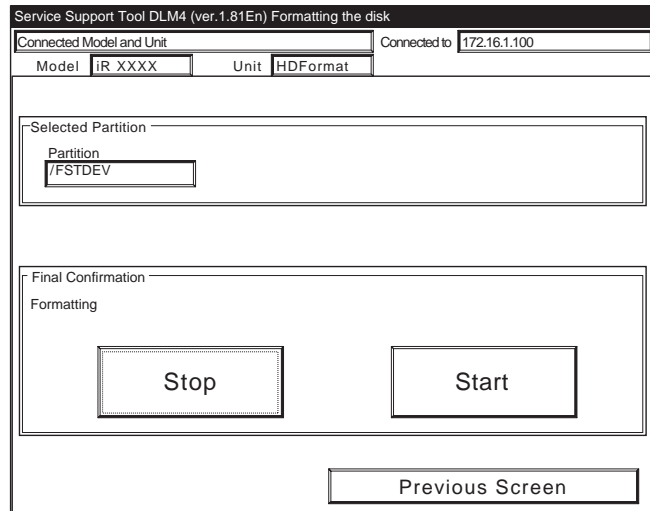 Service Support Tool DLM4 (ver.1.81En) Formatting the disk
Connected Model and Unit Connected to 172.16.1.100
Model iR XXXX Unit HDFormat
Selected Partition
Partition
/FSTDEV
Final Confirmation
Formatting
Stop Start
Previous Screen